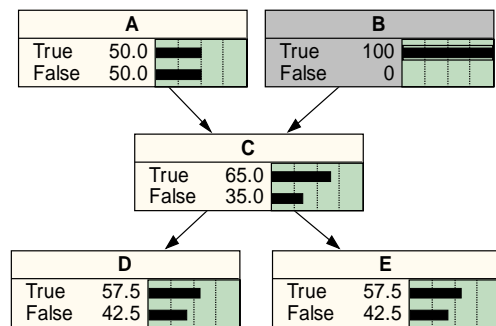 A
True 50.0
False 50.0
B
True 100
False 0
C
True 65.0
False 35.0
D
True 57.5
False 42.5
E
True 57.5
False 42.5